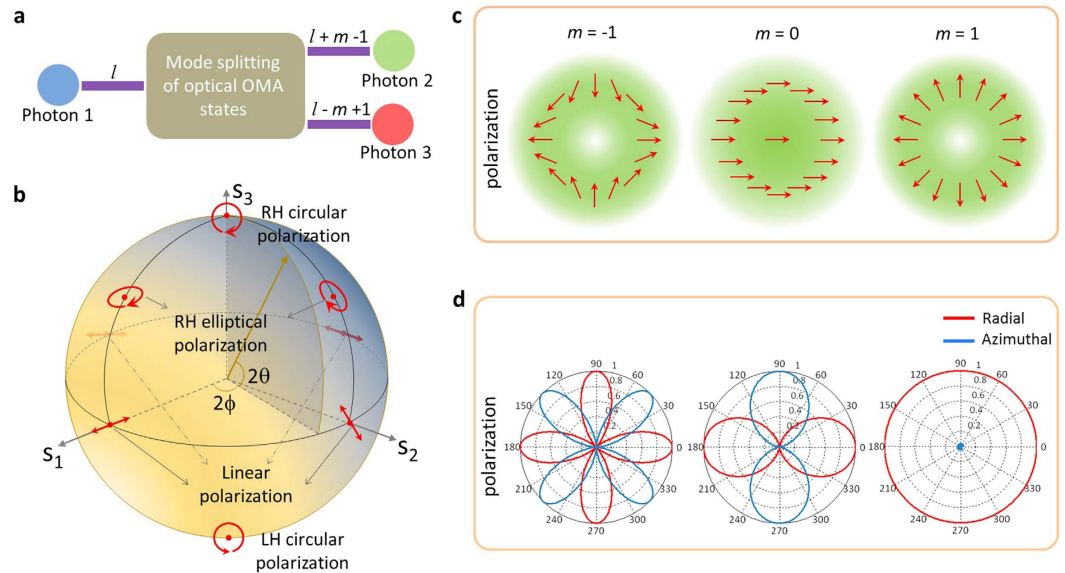 a
l
l + m -1
Photon 1
Mode splitting
of optical OMA
states
Photon 2
l - m +1
Photon 3
b
S3
RH circular
polarization
RH elliptical
polarization
2θ
2ϕ
S1
S2
Linear
polarization
LH circular
polarization
c
m = -1
m = 0
m = 1
polarization
d
Radial
Azimuthal
polarization
90
1
120
60
0.8
0.6
150
30
0.4
0.2
180
0
210
330
240
300
270
90
1
120
60
0.8
0.6
150
30
0.4
0.2
180
0
210
330
240
300
270
90
1
120
60
0.8
0.6
150
30
0.4
0.2
180
0
210
330
240
300
270